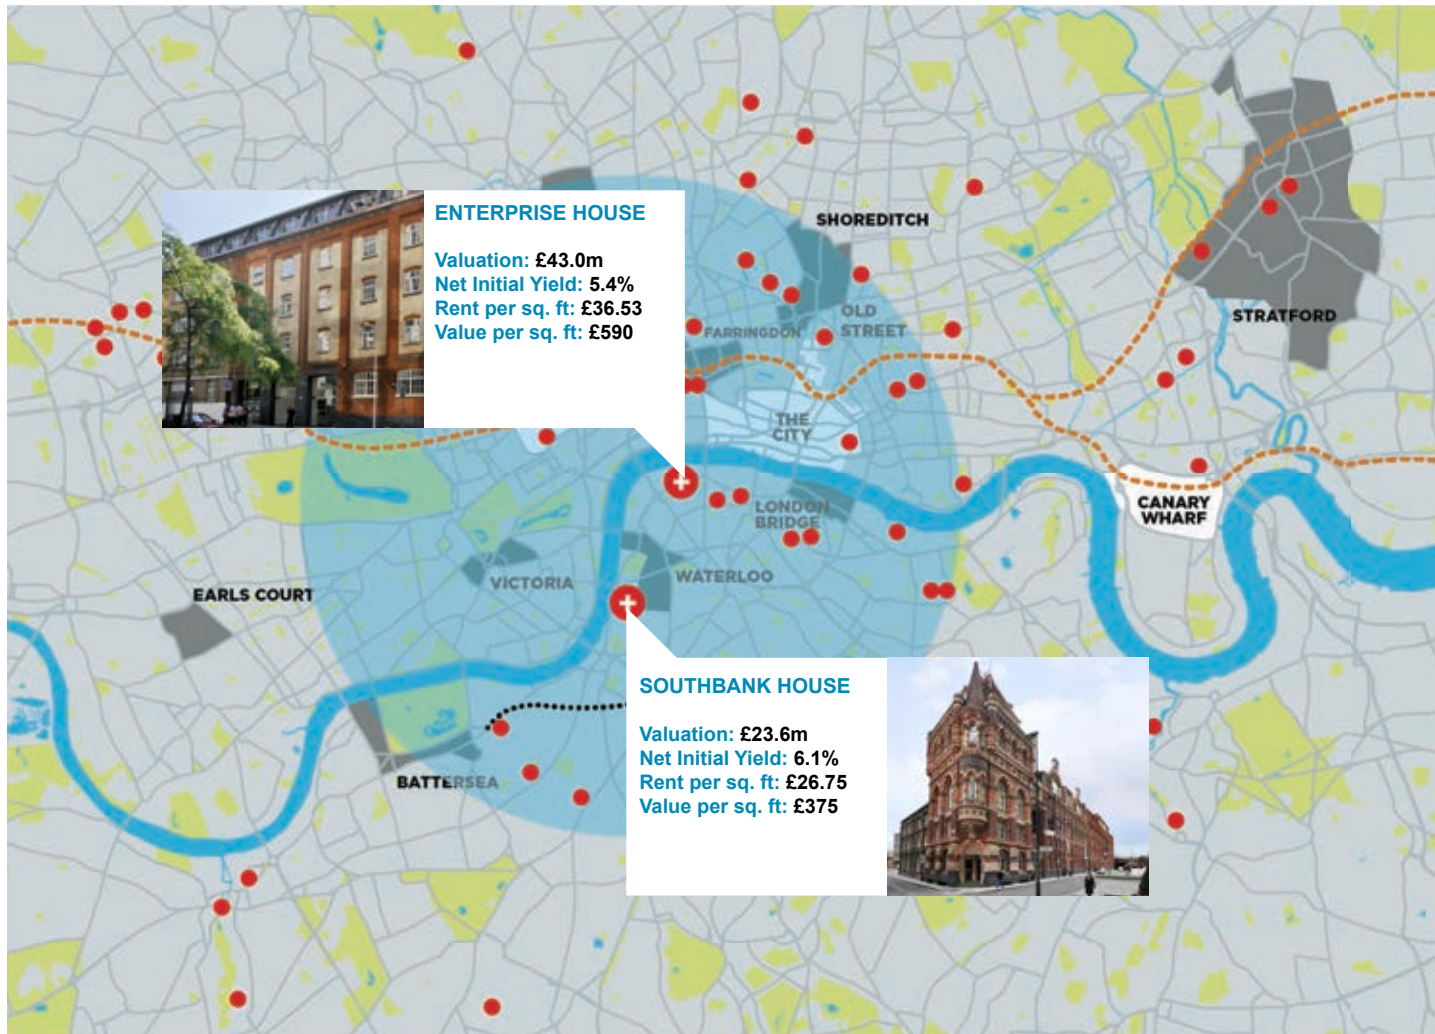 SHOREDITCH
ENTERPRISE HOUSE
Valuation: £43.0m
Net Initial Yield: 5.4%
Rent per sq. ft: £36.53
Value per sq. ft: £590
OLD
STREET
FARRINGDON
STRATFORD
THE
CITY
CANARY
WHARF
LONDON
BRIDGE
VICTORIA
WATERLOO
EARLS COURT
SOUTHBANK HOUSE
Valuation: £23.6m
Net Initial Yield: 6.1%
Rent per sq. ft: £26.75
Value per sq. ft: £375
BATTERSEA